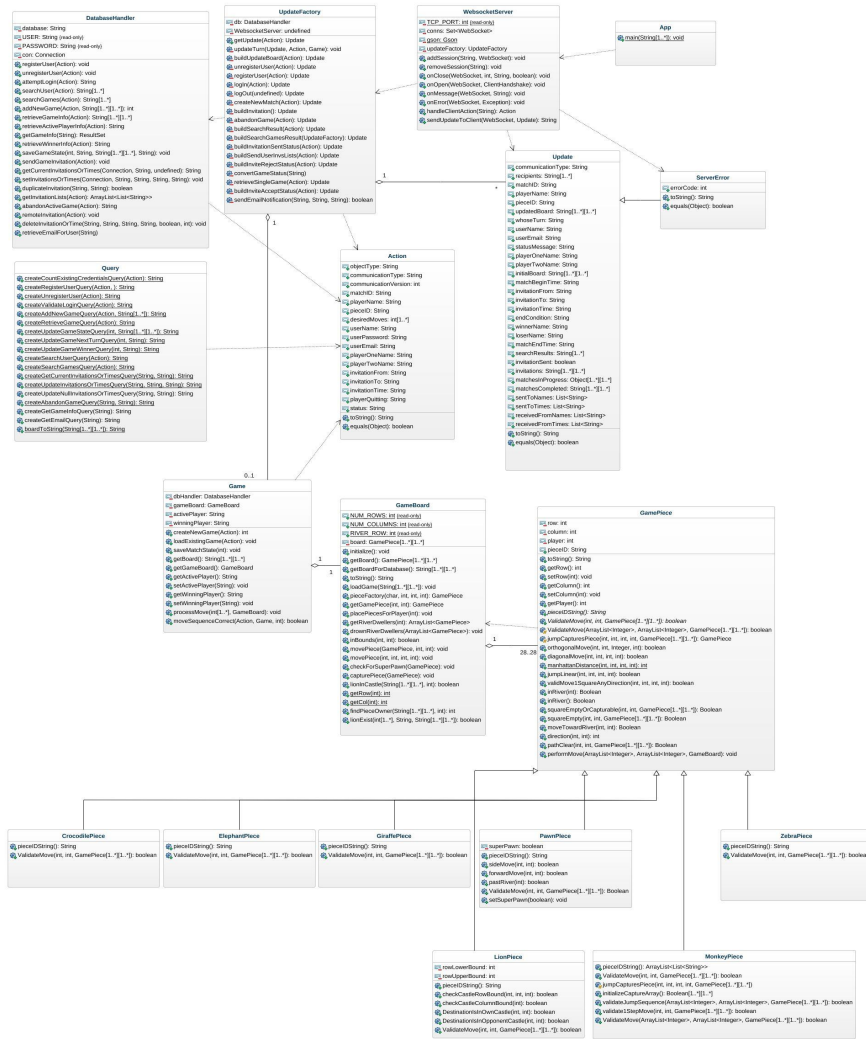 DatabaseHandler
database: String
USER: String (read-only)
PASSWORD: String (read-only)
con: Connection
registerUser(Action): void
unregisterUser(Action): void
attemptLogin(Action): String
searchUser(Action): String[1..*]
searchGames(Action): String[1..*]
addNewGame(Action, String[1..*][1..*]): int
retrieveGameInfo(Action): String[1..*][1..*]
retrieveActivePlayerInfo(Action): String
getGameInfo(String): ResultSet
retrieveWinnerInfo(Action): String
saveGameState(int, String, String[1..*][1..*], String): void
sendGameInvitation(Action): void
getCurrentInvitationsOrTimes(Connection, String, undefined): String
setInvitationsOrTimes(Connection, String, String, String, String): void
duplicateInvitation(String, String): boolean
getInvitationLists(Action): ArrayList<List<String>>
abandonActiveGame(Action): String
remoteInvitation(Action): void
deleteInvitationOrTime(String, String, String, String, boolean, int): void
retrieveEmailForUser(String)
UpdateFactory
db: DatabaseHandler
WebsocketServer: undefined
getUpdate(Action): Update
updateTurn(Update, Action, Game): void
buildUpdateBoard(Action): Update
unregisterUser(Action): Update
registerUser(Action): Update
login(Action): Update
logOut(undefined): Update
createNewMatch(Action): Update
buildInvitation(): Update
abandonGame(Action): Update
buildSearchResult(Action): Update
buildSearchGamesResult(UpdateFactory): Update
buildInvitationSentStatus(Action): Update
buildSendUserInvsLists(Action): Update
buildInviteRejectStatus(Action): Update
convertGameStatus(String)
retrieveSingleGame(Action): Update
buildInviteAcceptStatus(Action): Update
sendEmailNotification(String, String, String, String): boolean
WebsocketServer
TCP_PORT: int (read-only)
conns: Set<WebSocket>
gson: Gson
updateFactory: UpdateFactory
addSession(String, WebSocket): void
removeSession(String): void
onClose(WebSocket, int, String, boolean): void
onOpen(WebSocket, ClientHandshake): void
onMessage(WebSocket, String): void
onError(WebSocket, Exception): void
handleClientAction(String): Action
sendUpdateToClient(WebSocket, Update): String
App
main(String[1..*]): void
Update
communicationType: String
recipients: String[1..*]
matchID: String
playerName: String
pieceID: String
updatedBoard: String[1..*][1..*]
whoseTurn: String
userName: String
userEmail: String
statusMessage: String
playerOneName: String
playerTwoName: String
initialBoard: String[1..*][1..*]
matchBeginTime: String
invitationFrom: String
invitationTo: String
invitationTime: String
endCondition: String
winnerName: String
loserName: String
matchEndTime: String
searchResults: String[1..*]
invitationSent: boolean
invitations: String[1..*][1..*]
matchesInProgress: Object[1..*][1..*]
matchesCompleted: String[1..*][1..*]
sentToNames: List<String>
sentToTimes: List<String>
receivedFromNames: List<String>
receivedFromTimes: List<String>
toString(): String
equals(Object): boolean
ServerError
errorCode: int
toString(): String
equals(Object): boolean
1
*
1
Query
createCountExistingCredentialsQuery(Action): String
createRegisterUserQuery(Action, ): String
createUnregisterUser(Action): String
createValidateLoginQuery(Action): String
createAddNewGameQuery(Action, String[1..*]): String
createRetrieveGameQuery(Action): String
createUpdateGameStateQuery(int, String[1..*][1..*]): String
createUpdateGameNextTurnQuery(int, String): String
createUpdateGameWinnerQuery(int, String): String
createSearchUserQuery(Action): String
createSearchGamesQuery(Action): String
createGetCurrentInvitationsOrTimesQuery(String, String): String
createUpdateInvitationsOrTimesQuery(String, String, String): String
createUpdateNullInvitationsOrTimesQuery(String, String): String
createAbandonGameQuery(String, String): String
createGetGameInfoQuery(String): String
createGetEmailQuery(String): String
boardToString(String[1..*][1..*]): String
Action
objectType: String
communicationType: String
communicationVersion: int
matchID: String
playerName: String
pieceID: String
desiredMoves: int[1..*]
userName: String
userPassword: String
userEmail: String
playerOneName: String
playerTwoName: String
invitationFrom: String
invitationTo: String
invitationTime: String
playerQuiting: String
status: String
toString(): String
equals(Object): boolean
0..1
Game
dbHandler: DatabaseHandler
gameBoard: GameBoard
activePlayer: String
winningPlayer: String
createNewGame(Action): int
loadExistingGame(Action): void
saveMatchState(int): void
getBoard(): String[1..*][1..*]
getGameBoard(): GameBoard
getActivePlayer(): String
setActivePlayer(String): void
getWinningPlayer(): String
setWinningPlayer(String): void
processMove(int[1..*], GameBoard): void
moveSequenceCorrect(Action, Game, int): boolean
1
1
GameBoard
NUM_ROWS: int (read-only)
NUM_COLUMNS: int (read-only)
RIVER_ROW: int (read-only)
board: GamePiece[1..*][1..*]
initialize(): void
getBoard(): GamePiece[1..*][1..*]
getBoardForDatabase(): String[1..*][1..*]
toString(): String
loadGame(String[1..*][1..*]): void
pieceFactory(char, int, int, int): GamePiece
getGamePiece(int, int): GamePiece
placePiecesForPlayer(int): void
getRiverDwellers(int): ArrayList<GamePiece>
drownRiverDwellers(ArrayList<GamePiece>): void
inBounds(int, int): boolean
movePiece(GamePiece, int, int): void
movePiece(int, int, int, int): void
checkForSuperPawn(GamePiece): void
capturePiece(GamePiece): void
lionInCastle(String[1..*][1..*], int): boolean
getRow(int): int
getCol(int): int
findPieceOwner(String[1..*][1..*], int): int
lionExist(int[1..*], String, String[1..*][1..*]): boolean
1
28..28
GamePiece
row: int
column: int
player: int
pieceID: String
toString(): String
getRow(): int
setRow(int): void
getColumn(): int
setColumn(int): void
getPlayer(): int
pieceIDString(): String
ValidateMove(int, int, GamePiece[1..*][1..*]): boolean
ValidateMove(ArrayList<Integer>, ArrayList<Integer>, GamePiece[1..*][1..*]): boolean
jumpCapturesPiece(int, int, int, int, GamePiece[1..*][1..*]): GamePiece
orthogonalMove(int, int, Integer, int): boolean
diagonalMove(int, int, int, int): boolean
manhattanDistance(int, int, int, int): int
jumpLinear(int, int, int, int): boolean
validMove1SquareAnyDirection(int, int, int, int): boolean
inRiver(int): Boolean
inRiver(): Boolean
squareEmptyOrCapturable(int, int, GamePiece[1..*][1..*]): Boolean
squareEmpty(int, int, GamePiece[1..*][1..*]): Boolean
moveTowardRiver(int, int): Boolean
direction(int, int): int
pathClear(int, int, GamePiece[1..*][1..*]): Boolean
performMove(ArrayList<Integer>, ArrayList<Integer>, GameBoard): void
CrocodilePiece
pieceIDString(): String
ValidateMove(int, int, GamePiece[1..*][1..*]): boolean
ElephantPiece
pieceIDString(): String
ValidateMove(int, int, GamePiece[1..*][1..*]): boolean
GiraffePiece
pieceIDString(): String
ValidateMove(int, int, GamePiece[1..*][1..*]): boolean
PawnPiece
superPawn: boolean
pieceIDString(): String
sideMove(int, int): boolean
forwardMove(int, int): boolean
pastRiver(int): boolean
ValidateMove(int, int, GamePiece[1..*][1..*]): Boolean
setSuperPawn(boolean): void
ZebraPiece
pieceIDString(): String
ValidateMove(int, int, GamePiece[1..*][1..*]): boolea
LionPiece
rowLowerBound: int
rowUpperBound: int
pieceIDString(): String
checkCastleRowBound(int, int, int): boolean
checkCastleColumnBound(int): boolean
DestinationIsInOwnCastle(int, int): boolean
DestinationIsInOpponentCastle(int, int): boolean
ValidateMove(int, int, GamePiece[1..*][1..*]): boolean
MonkeyPiece
pieceIDString(): ArrayList<List<String>>
ValidateMove(int, int, GamePiece[1..*][1..*]): boolean
jumpCapturesPiece(int, int, int, int, GamePiece[1..*][1..*])
initializeCaptureArray(): Boolean[1..*]
validateJumpSequence(ArrayList<Integer>, ArrayList<Integer>, GamePiece[1..*][1..*]): boolean
validate1StepMove(int, int, GamePiece[1..*][1..*]): boolean
ValidateMove(ArrayList<Integer>, ArrayList<Integer>, GamePiece[1..*][1..*]): boolean